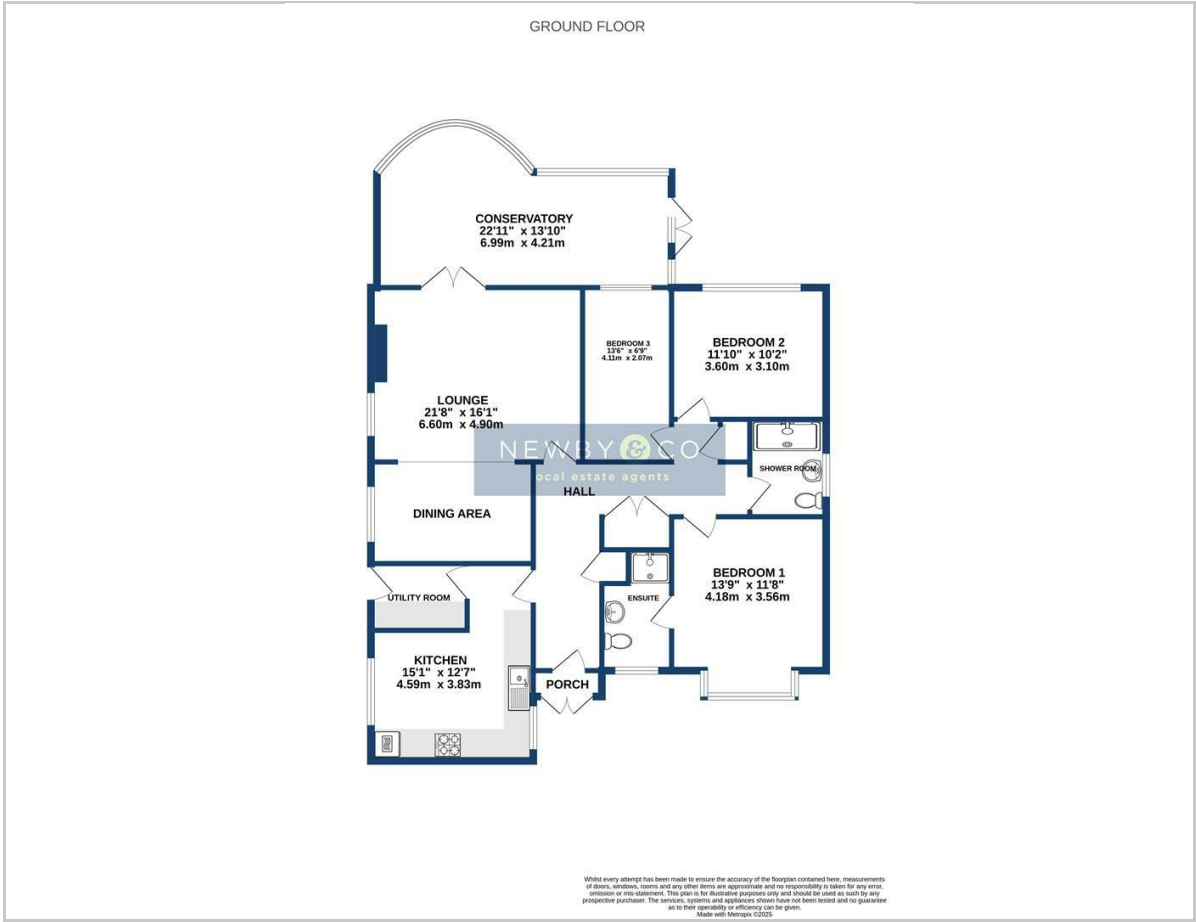 GROUND FLOOR
CONSERVATORY
22'11" x 13'10"
6.99m x 4.21m
BEDROOM 3
13'6" x 6'9"
4.11m x 2.07m
BEDROOM 2
11'10" x 10'2"
3.60m x 3.10m
LOUNGE
21'8" x 16'1"
6.60m x 4.90m
NEWBY & CO
local estate agents
SHOWER ROOM
HALL
DINING AREA
BEDROOM 1
13'9" x 11'8"
4.18m x 3.56m
UTILITY ROOM
ENSUITE
KITCHEN
15'1" x 12'7"
4.59m x 3.83m
PORCH
Whilst every attempt has been made to ensure the accuracy of the floorplan contained here, measurements
of doors, windows, rooms and any other items are approximate and no responsibility is taken for any error,
omission or mis-statement. This plan is for illustrative purposes only and should be used as such by any
prospective purchaser. The services, systems and appliances shown have not been tested and no guarantee
as to their operability or efficiency can be given.
Made with Metropix ©2025